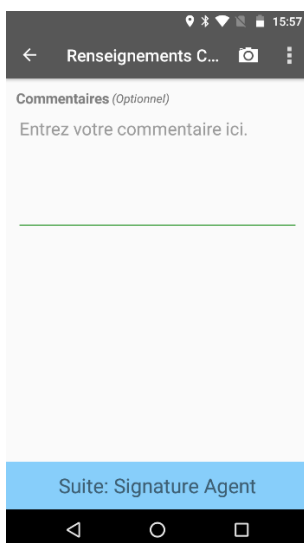 15:57
Renseignements C...
Commentaires (Optionnel)
Entrez votre commentaire ici.
Suite: Signature Agent